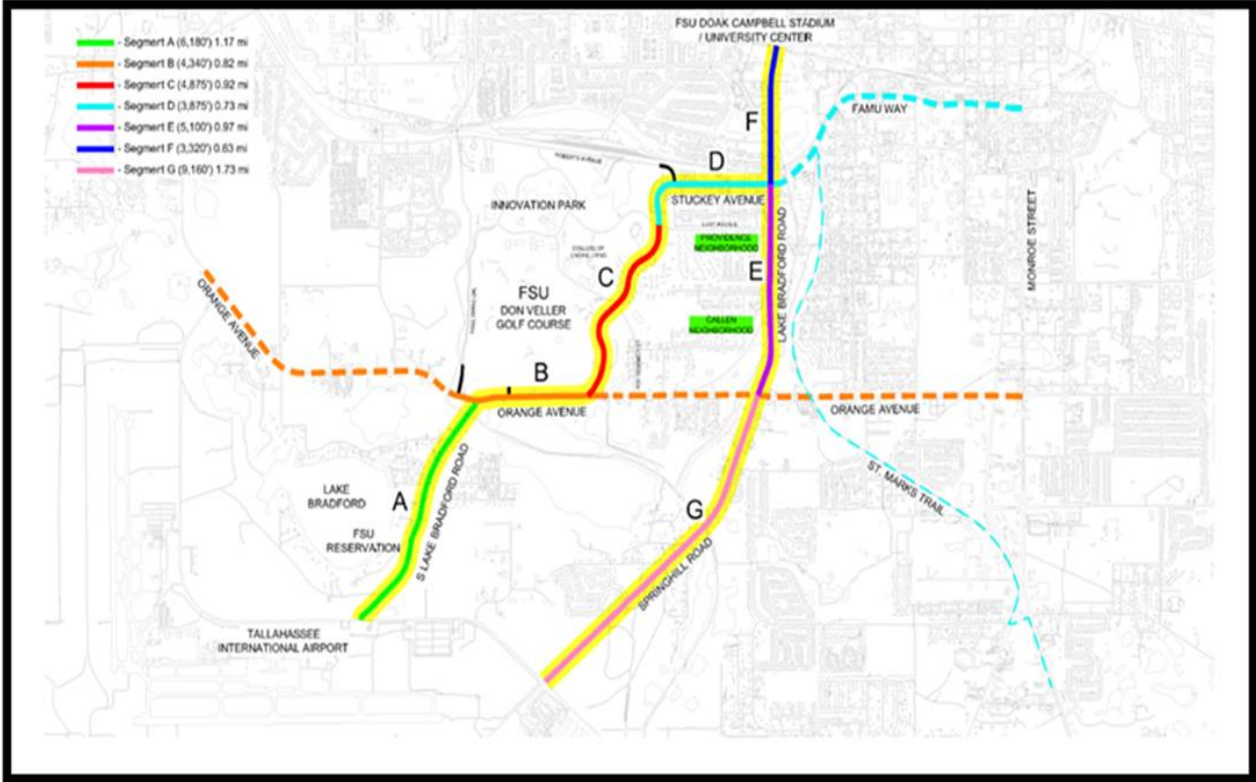 FSU DOAK CAMPBELL STADIUM
/ UNIVERSITY CENTER
- Segment A (6,180') 1.17 mi
- Segment B (4,340') 0.82 mi
- Segment C (4,875') 0.92 mi
- Segment D (3,875') 0.73 mi
- Segment E (5,100') 0.97 mi
- Segment F (3,320') 0.63 mi
- Segment G (9,160') 1.73 mi
F
FAMU WAY
D
STUCKEY AVENUE
INNOVATION PARK
PROVIDENCE
NEIGHBORHOOD
MONROE STREET
LAKE BRADFORD ROAD
E
C
ORANGE AVENUE
FSU
DON VELLER
GOLF COURSE
CALLEN
NEIGHBORHOOD
B
ORANGE AVENUE
ORANGE AVENUE
ST. MARKS TRAIL
LAKE
BRADFORD
A
S LAKE BRADFORD ROAD
FSU
RESERVATION
G
SPRINGHILL ROAD
TALLAHASSEE
INTERNATIONAL AIRPORT